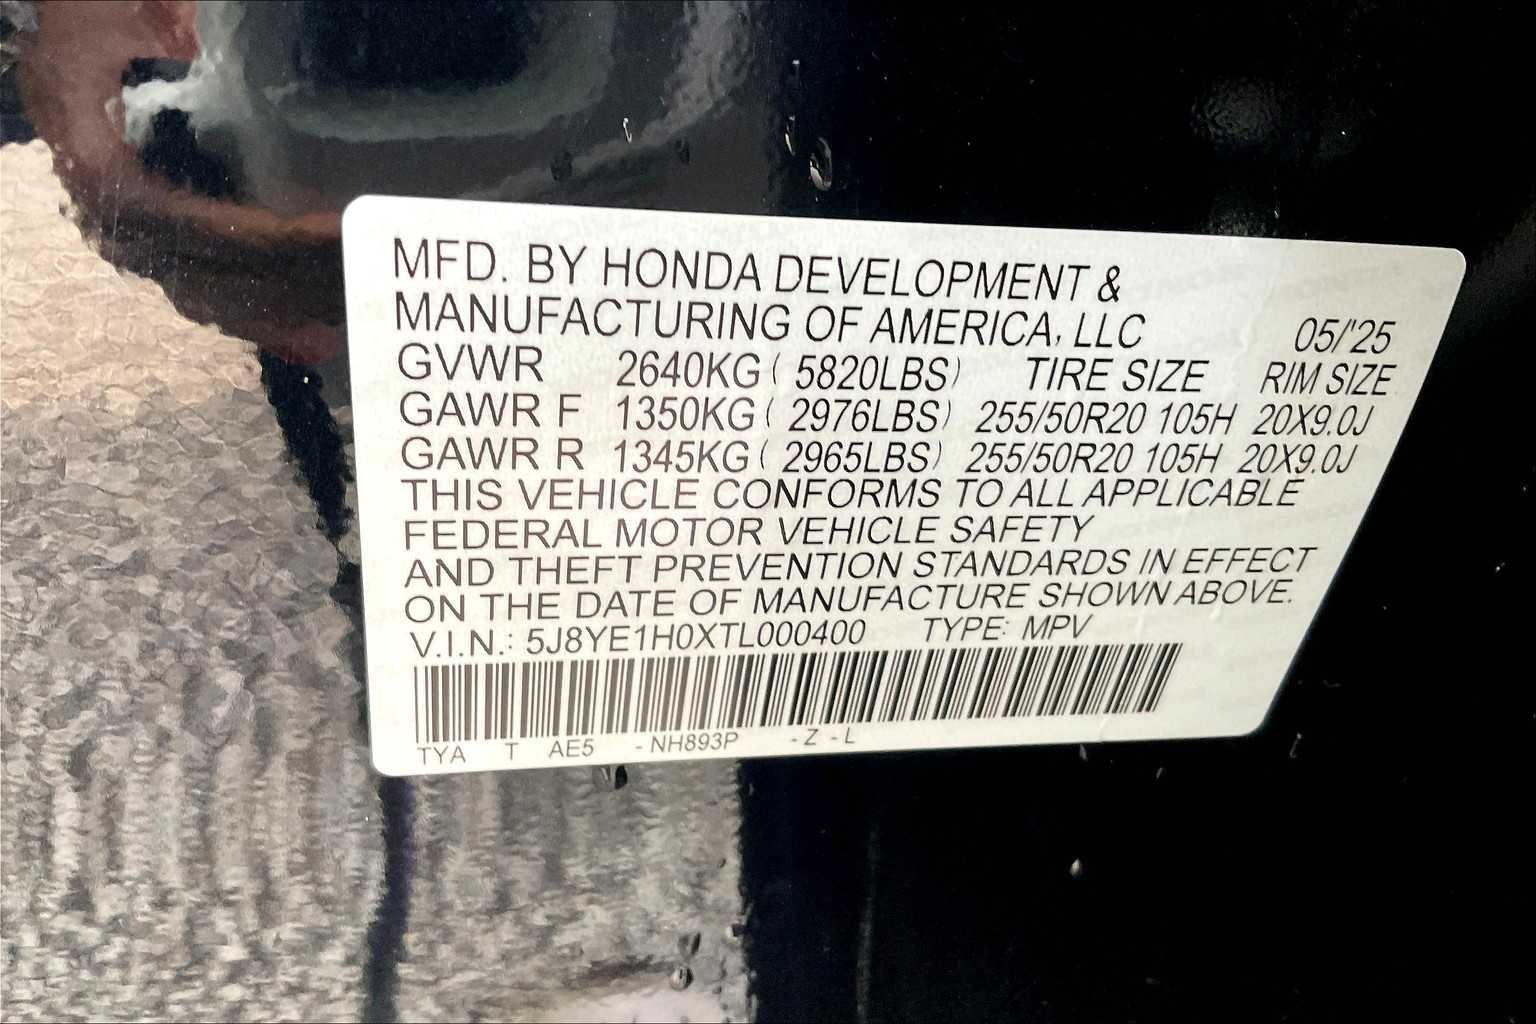 MFD. BY HONDA DEVELOPMENT &
MANUFACTURING OF AMERICA, LLC 05/'25
GVWR 2640KG ( 5820LBS) TIRE SIZE RIM SIZE
GAWR F 1350KG ( 2976LBS) 255/50R20 105H 20X9.0J
GAWR R 1345KG ( 2965LBS) 255/50R20 105H 20X9.0J
THIS VEHICLE CONFORMS TO ALL APPLICABLE
FEDERAL MOTOR VEHICLE SAFETY
AND THEFT PREVENTION STANDARDS IN EFFECT
ON THE DATE OF MANUFACTURE SHOWN ABOVE.
V.I.N.: 5J8YE1H0XTL000400 TYPE: MPV
TYA T AE5 -NH893P -Z -L